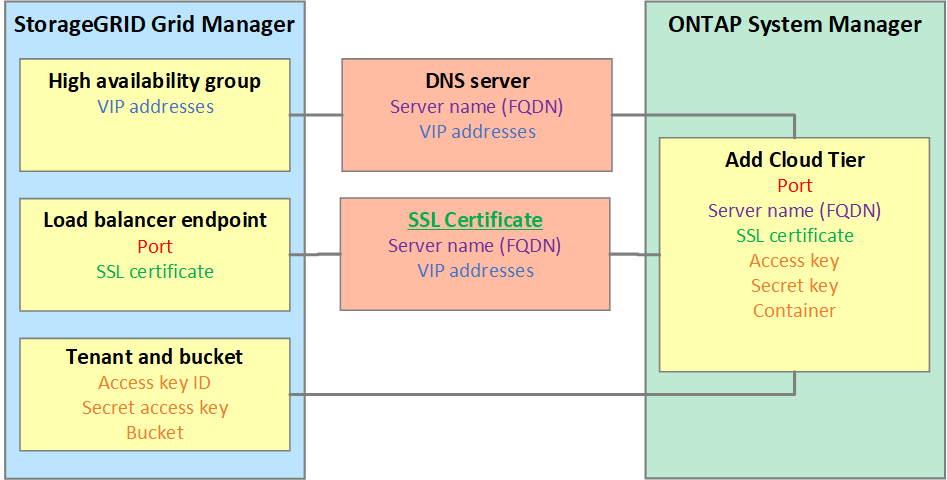 StorageGRID Grid Manager
High availability group
VIP addresses
Load balancer endpoint
Port
SSL certificate
Tenant and bucket
Access key ID
Secret access key
Bucket
DNS server
Server name (FQDN)
VIP addresses
SSL Certificate
Server name (FQDN)
VIP addresses
ONTAP System Manager
Add Cloud Tier
Port
Server name (FQDN)
SSL certificate
Access key
Secret key
Container